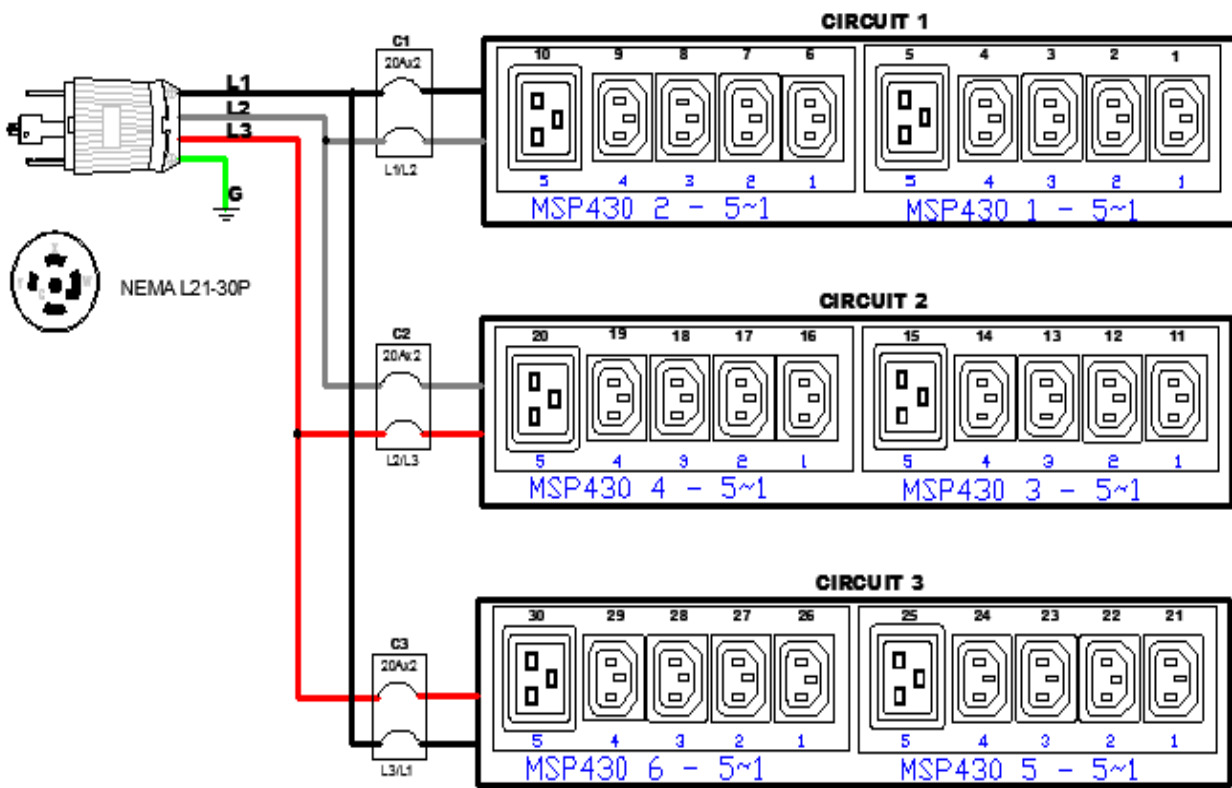 CIRCUIT 1
C1
20Ax2
L1/L2
10 9 8 7 6 5 4 3 2 1
5 4 3 2 1 5 4 3 2 1
MSP430 2 - 5~1 MSP430 1 - 5~1
L1
L2
L3
G
NEMA L21-30P
CIRCUIT 2
C2
20Ax2
L2/L3
20 19 18 17 16 15 14 13 12 11
5 4 3 2 1 5 4 3 2 1
MSP430 4 - 5~1 MSP430 3 - 5~1
CIRCUIT 3
C3
20Ax2
L3/L1
30 29 28 27 26 25 24 23 22 21
5 4 3 2 1 5 4 3 2 1
MSP430 6 - 5~1 MSP430 5 - 5~1